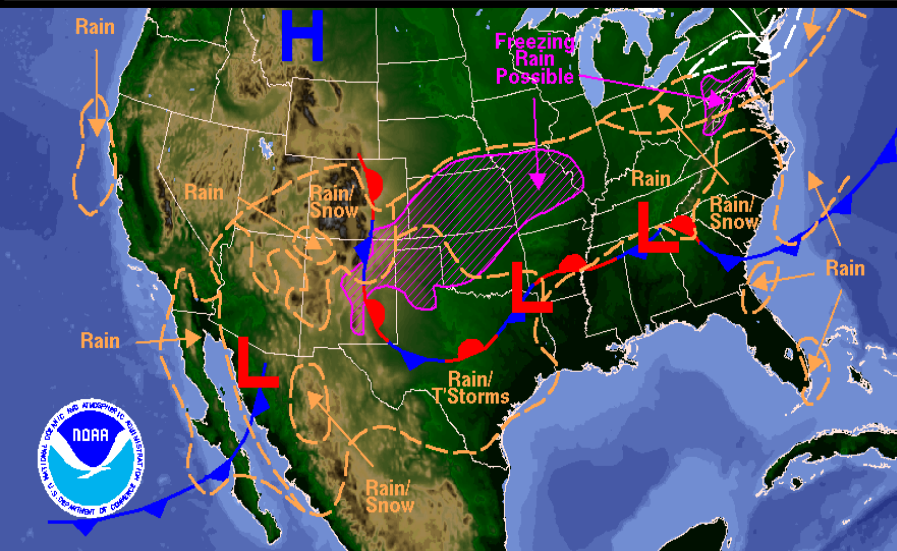 Rain
H
Freezing
Rain
Possible
Rain
Rain/
Snow
Rain
Rain/
Snow
L
L
Rain
Rain
L
Rain/
T'Storms
Rain/
Snow
NATIONAL OCEANIC AND ATMOSPHERIC ADMINISTRATION
NOAA
U.S. DEPARTMENT OF COMMERCE